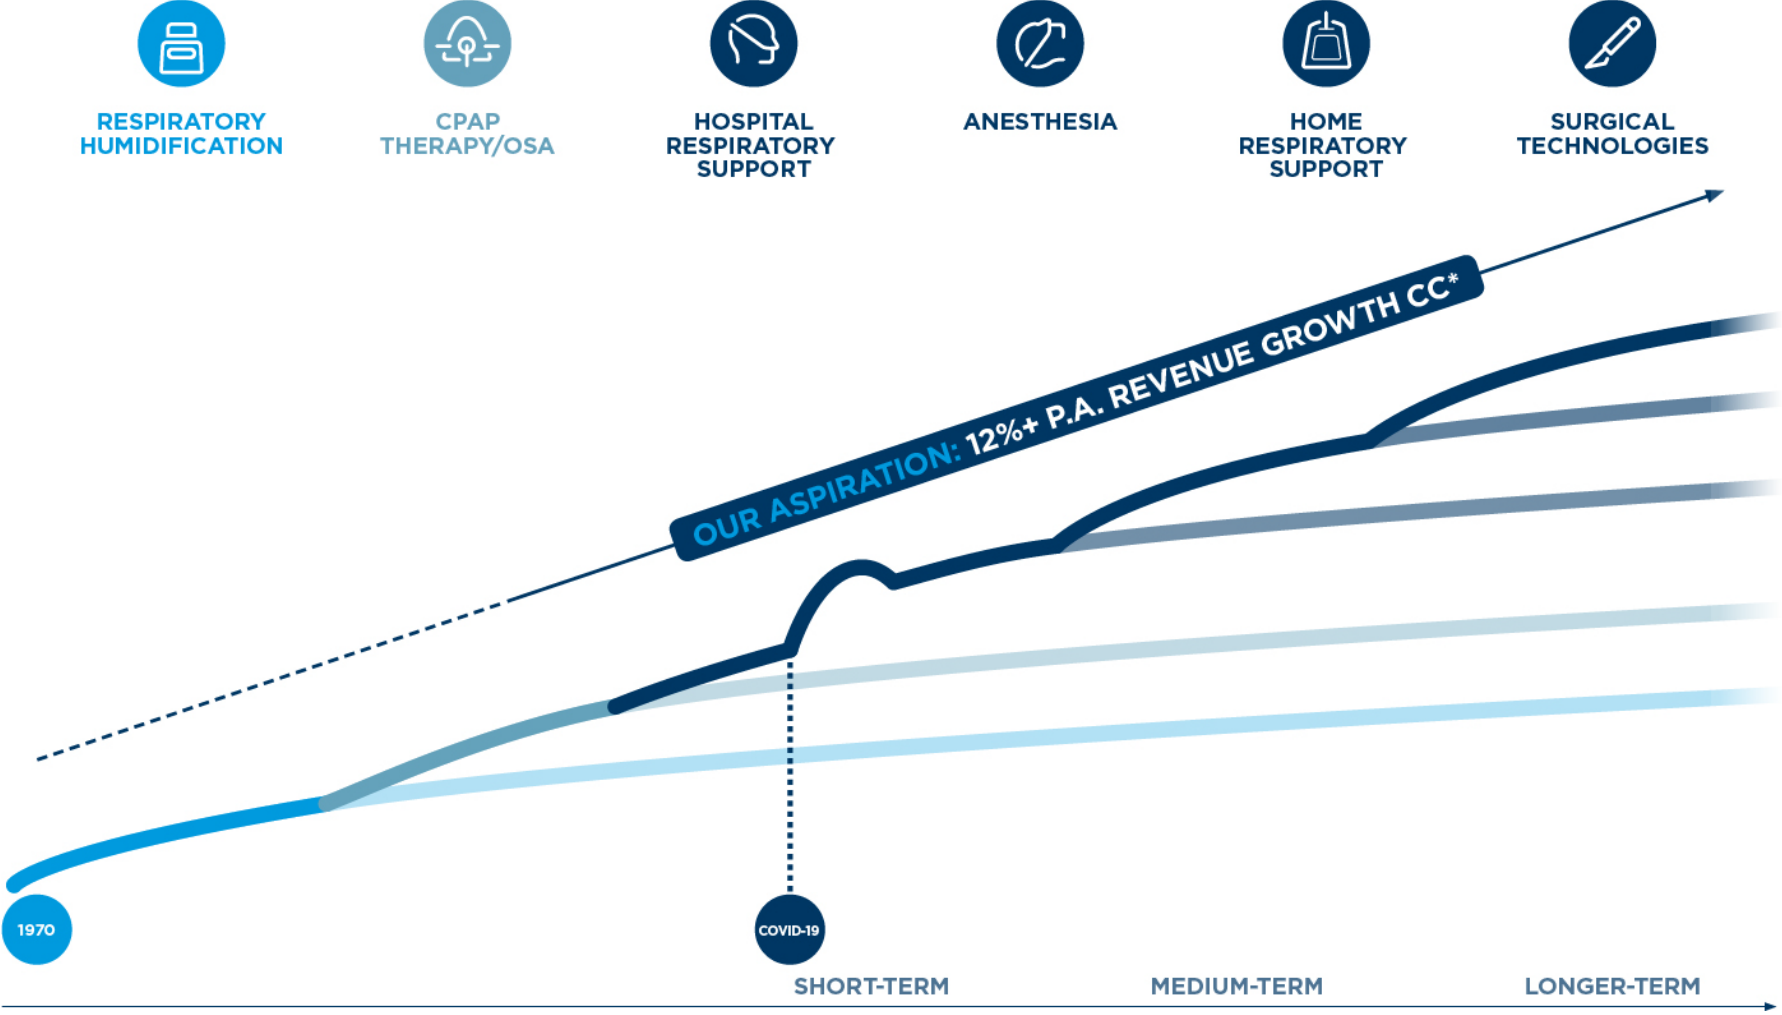 RESPIRATORY
HUMIDIFICATION
CPAP
THERAPY/OSA
HOSPITAL
RESPIRATORY
SUPPORT
ANESTHESIA
HOME
RESPIRATORY
SUPPORT
SURGICAL
TECHNOLOGIES
OUR ASPIRATION: 12%+ P.A. REVENUE GROWTH CC*
1970
COVID-19
SHORT-TERM
MEDIUM-TERM
LONGER-TERM